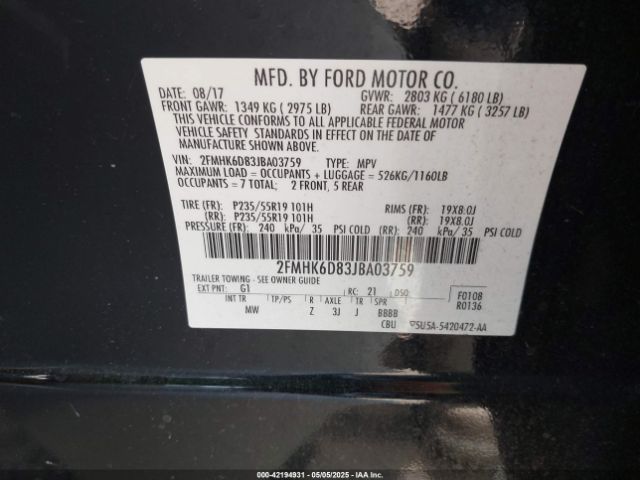 MFD. BY FORD MOTOR CO.
DATE: 08/17 GVWR: 2803 KG ( 6180 LB)
FRONT GAWR: 1349 KG ( 2975 LB) REAR GAWR: 1477 KG ( 3257 LB)
THIS VEHICLE CONFORMS TO ALL APPLICABLE FEDERAL MOTOR
VEHICLE SAFETY STANDARDS IN EFFECT ON THE DATE OF
MANUFACTURE SHOWN ABOVE.
VIN: 2FMHK6D83JBA03759 TYPE: MPV
MAXIMUM LOAD = OCCUPANTS + LUGGAGE = 526KG/1160LB
OCCUPANTS = 7 TOTAL; 2 FRONT, 5 REAR
TIRE (FR): P235/55R19 101H RIMS (FR): 19X8.0J
(RR): P235/55R19 101H (RR): 19X8.0J
PRESSURE (FR): 240 kPa/ 35 PSI COLD (RR): 240 kPa/ 35 PSI COLD
2FMHK6D83JBA03759
TRAILER TOWING - SEE OWNER GUIDE
EXT PNT: G1 RC: 21 DSO: F0108
INT TR TP/PS R AXLE TR SPR R0136
MW Z 3J J BBBB
CBU 5U5A-5420472-AA
000-42194931 - 05/05/2025 - IAA Inc.